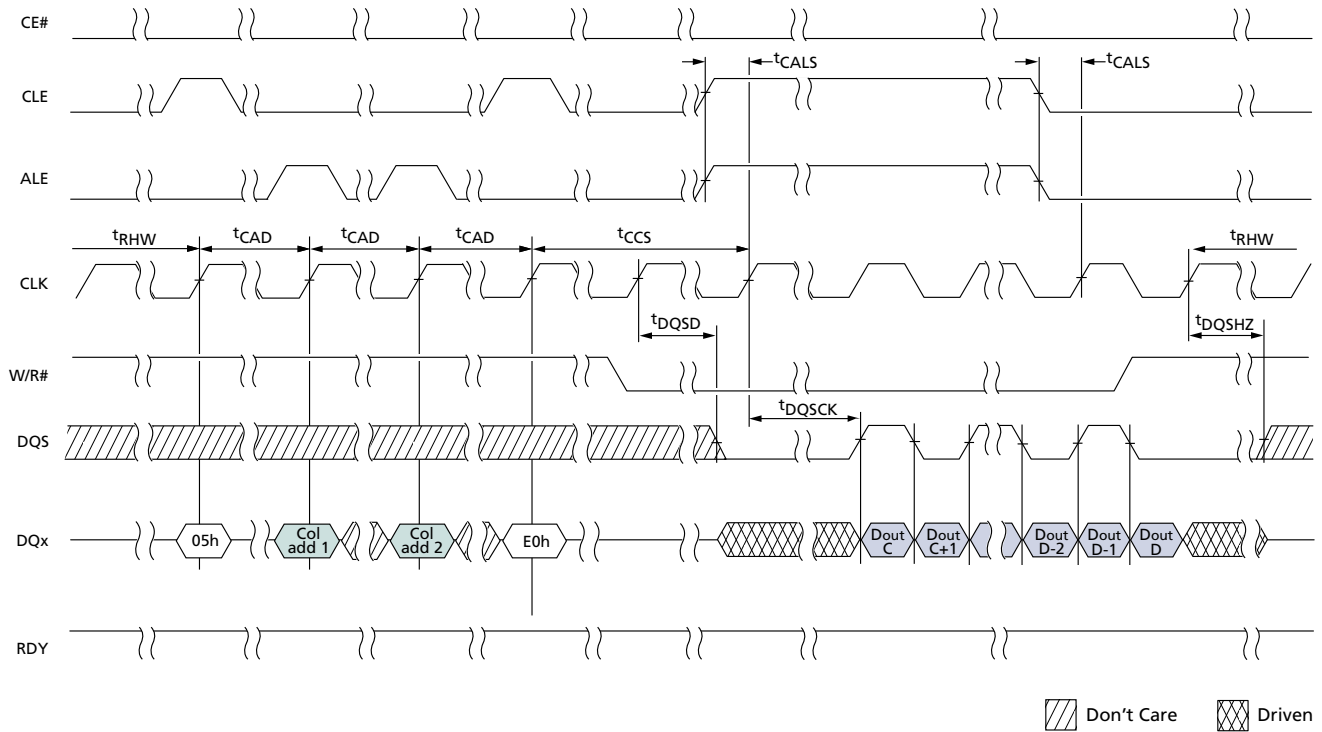 CE#
tCALS
tCALS
CLE
ALE
tRHW
tCAD
tCAD
tCAD
tCCS
tRHW
CLK
tDQSD
tDQSHZ
W/R#
tDQSCK
DQS
DQx
05h
Col
add 1
Col
add 2
E0h
Dout
C
Dout
C+1
Dout
D-2
Dout
D-1
Dout
D
RDY
Don't Care
Driven